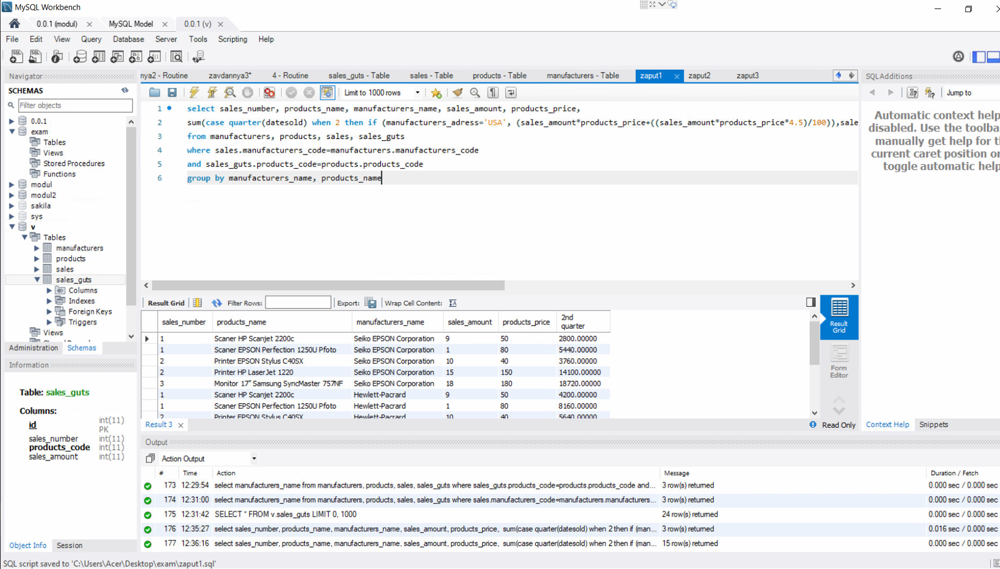 MySQL Workbench
0.0.1 (modul)
MySQL Model
0.0.1 (v)
File Edit View Query Database Server Tools Scripting Help
Navigator
SCHEMAS
Filter objects
0.0.1
exam
Tables
Views
Stored Procedures
Functions
modul
modul2
sakila
sys
v
Tables
manufacturers
products
sales
sales_guts
Columns
Indexes
Foreign Keys
Triggers
Views
Administration Schemas
Information
Table: sales_guts
Columns:
id int(11) PK
sales_number int(11)
products_code int(11)
sales_amount int(11)
Object Info Session
nya2 - Routine zavdannya3* 4 - Routine sales_guts - Table sales - Table products - Table manufacturers - Table zaput1 zaput2 zaput3
Limit to 1000 rows
1 select sales_number, products_name, manufacturers_name, sales_amount, products_price,
2 sum(case quarter(datesold) when 2 then if (manufacturers_adress='USA', (sales_amount*products_price+((sales_amount*products_price*4.5)/100)),sale
3 from manufacturers, products, sales, sales_guts
4 where sales.manufacturers_code=manufacturers.manufacturers_code
5 and sales_guts.products_code=products.products_code
6 group by manufacturers_name, products_name
Result Grid Filter Rows: Export: Wrap Cell Content:
sales_number products_name manufacturers_name sales_amount products_price 2nd quarter
1 Scaner HP Scanjet 2200c Seiko EPSON Corporation 9 50 2800.00000
1 Scaner EPSON Perfection 1250U Pfoto Seiko EPSON Corporation 1 80 5440.00000
2 Printer EPSON Stylus C40SX Seiko EPSON Corporation 10 40 3760.00000
2 Printer HP LaserJet 1220 Seiko EPSON Corporation 15 150 14100.00000
3 Monitor 17" Samsung SyncMaster 757NF Seiko EPSON Corporation 18 180 18720.00000
1 Scaner HP Scanjet 2200c Hewlett-Pacrard 9 50 4200.00000
1 Scaner EPSON Perfection 1250U Pfoto Hewlett-Pacrard 1 80 8160.00000
2 Printer EPSON Stylus C40SX Hewlett-Pacrard 10 40 5640.00000
Result Grid
Form Editor
Result 3
Read Only
SQLAdditions
Jump to
Automatic context help
disabled. Use the toolba
manually get help for th
current caret position or
toggle automatic help
Context Help Snippets
Output
Action Output
# Time Action Message Duration / Fetch
173 12:29:54 select manufacturers_name from manufacturers, products, sales, sales_guts where sales_guts.products_code=products.products_code and... 3 row(s) returned 0.000 sec / 0.000 sec
174 12:31:00 select manufacturers_name from manufacturers, products, sales, sales_guts where sales.manufacturers_code=manufacturers.manufacturers... 3 row(s) returned 0.000 sec / 0.000 sec
175 12:31:42 SELECT * FROM v.sales_guts LIMIT 0, 1000 24 row(s) returned 0.000 sec / 0.000 sec
176 12:35:27 select sales_number, products_name, manufacturers_name, sales_amount, products_price, sum(case quarter(datesold) when 2 then if (man... 3 row(s) returned 0.016 sec / 0.000 sec
177 12:36:16 select sales_number, products_name, manufacturers_name, sales_amount, products_price, sum(case quarter(datesold) when 2 then if (man... 15 row(s) returned 0.000 sec / 0.000 sec
SQL script saved to 'C:\Users\Acer\Desktop\exam\zaput1.sql'